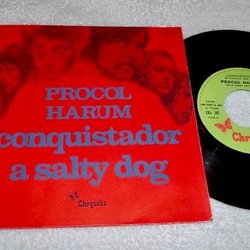 PROCOL
HARUM
conquistador
a salty dog
Chrysalis
PROCOL HARUM
Chrysalis